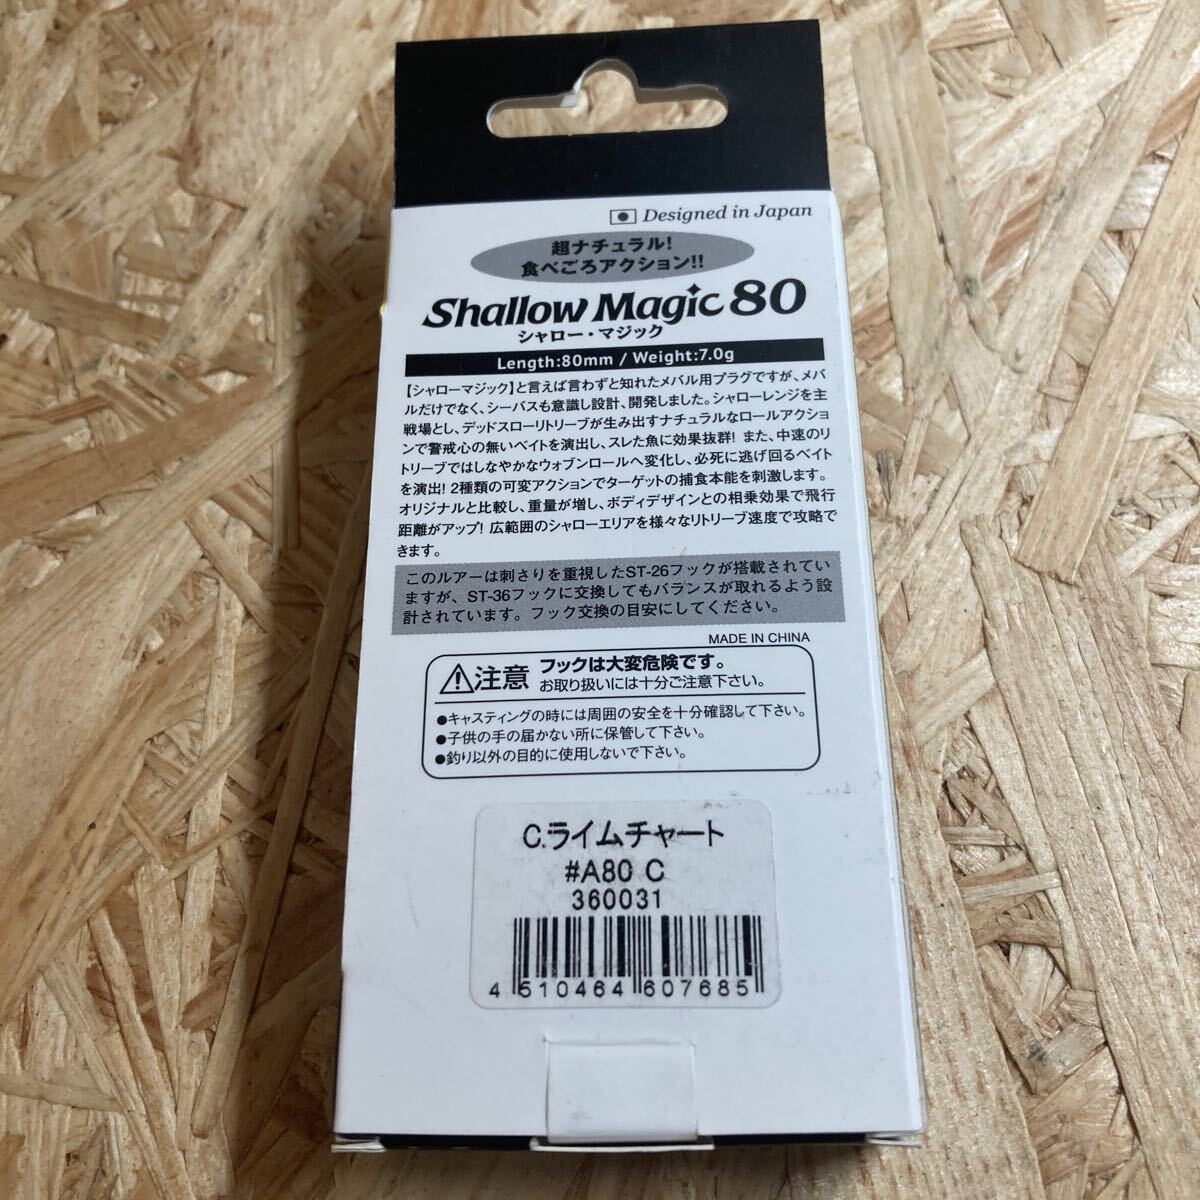 Designed in Japan
超ナチュラル!
食べごろアクション!!
Shallow Magic 80
シャロー・マジック
Length:80mm / Weight:7.0g
【シャローマジック】と言えば言わずと知れたメバル用プラグですが、メバ
ルだけでなく、シーバスも意識し設計、開発しました。シャローレンジを主
戦場とし、デッドスローリトリーブが生み出すナチュラルなロールアクショ
ンで警戒心の無いベイトを演出し、スレた魚に効果抜群! また、中速のリ
トリーブではしなやかなウォブンロールへ変化し、必死に逃げ回るベイト
を演出! 2種類の可変アクションでターゲットの捕食本能を刺激します。
オリジナルと比較し、重量が増し、ボディデザインとの相乗効果で飛行
距離がアップ! 広範囲のシャローエリアを様々なリトリーブ速度で攻略で
きます。
このルアーは刺さりを重視したST-26フックが搭載されてい
ますが、ST-36フックに交換してもバランスが取れるよう設
計されています。フック交換の目安にしてください。
MADE IN CHINA
注意 フックは大変危険です。
お取り扱いには十分ご注意下さい。
●キャスティングの時には周囲の安全を十分確認して下さい。
●子供の手の届かない所に保管して下さい。
●釣り以外の目的に使用しないで下さい。
C.ライムチャート
#A80 C
360031
4 510464 607685